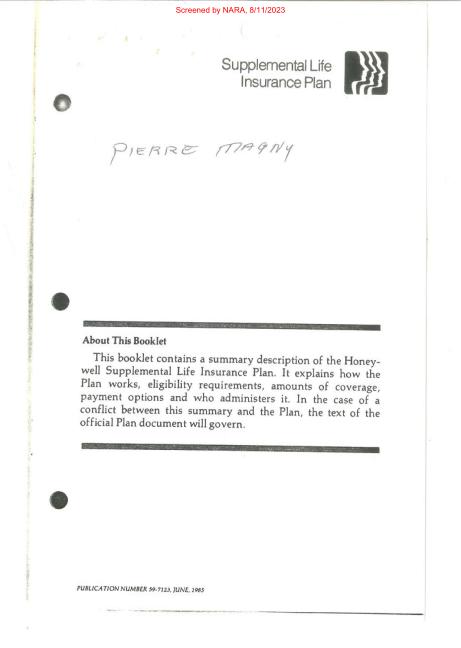 Screened by NARA, 8/11/2023
Supplemental Life
Insurance Plan
PIERRE MAGNY
About This Booklet
This booklet contains a summary description of the Honey-
well Supplemental Life Insurance Plan. It explains how the
Plan works, eligibility requirements, amounts of coverage,
payment options and who administers it. In the case of a
conflict between this summary and the Plan, the text of the
official Plan document will govern.
PUBLICATION NUMBER 59-7123, JUNE, 1985